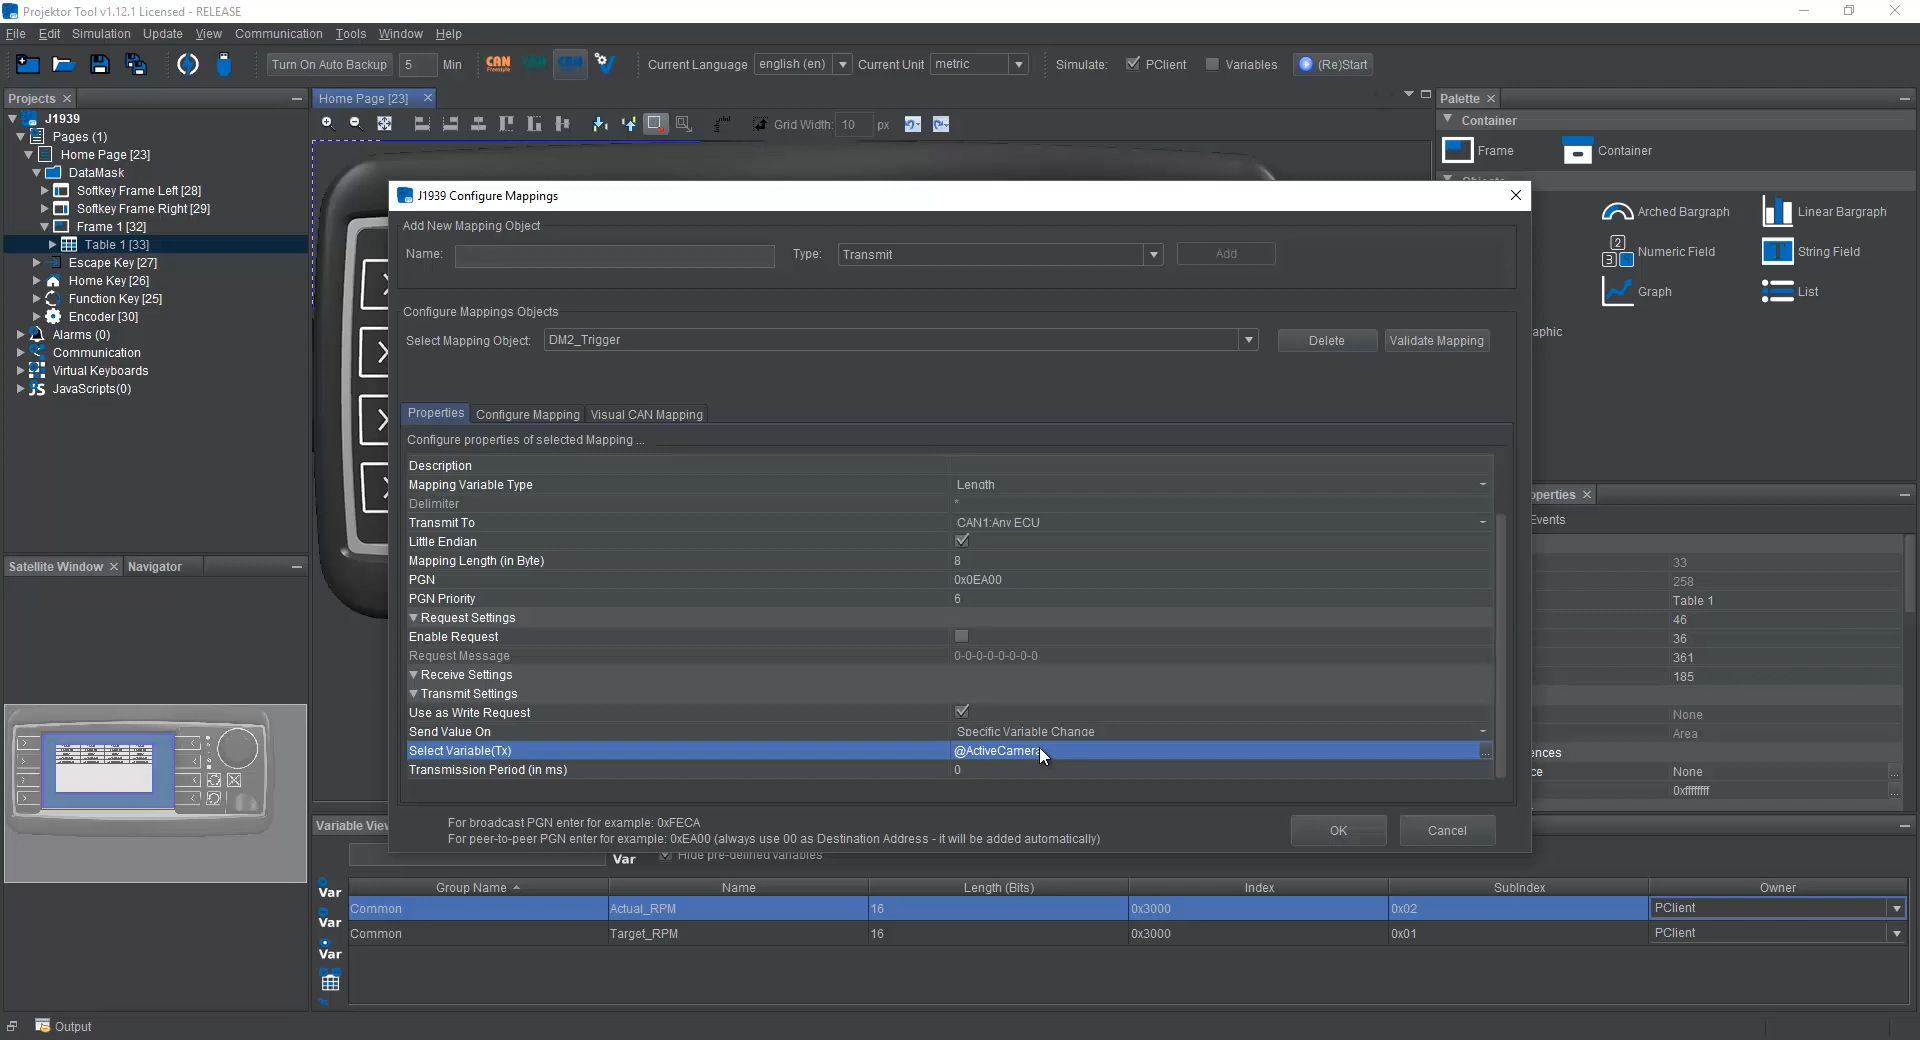 Projektor Tool v1.12.1 Licensed - RELEASE
File Edit Simulation Update View Communication Tools Window Help
Turn On Auto Backup 5 Min CAN Current Language english (en) Current Unit metric Simulate: PClient Variables (Re)Start
Projects
J1939
Pages (1)
Home Page [23]
DataMask
Softkey Frame Left [28]
Softkey Frame Right [29]
Frame 1 [32]
Table 1 [33]
Escape Key [27]
Home Key [26]
Function Key [25]
Encoder [30]
Alarms (0)
Communication
Virtual Keyboards
JavaScripts(0)
Satellite Window Navigator
Home Page [23]
Grid Width: 10 px
J1939 Configure Mappings
Add New Mapping Object
Name: Type: Transmit Add
Configure Mappings Objects
Select Mapping Object: DM2_Trigger Delete Validate Mapping
Properties Configure Mapping Visual CAN Mapping
Configure properties of selected Mapping ...
Description
Mapping Variable Type Length
Delimiter *
Transmit To CAN1:Any ECU
Little Endian
Mapping Length (in Byte) 8
PGN 0x0EA00
PGN Priority 6
Request Settings
Enable Request
Request Message 0-0-0-0-0-0-0-0
Receive Settings
Transmit Settings
Use as Write Request
Send Value On Specific Variable Change
Select Variable(Tx) @ActiveCamera ...
Transmission Period (in ms) 0
For broadcast PGN enter for example: 0xFECA
For peer-to-peer PGN enter for example: 0xEA00 (always use 00 as Destination Address - it will be added automatically)
OK Cancel
Palette
Container
Frame Container
Objects
Arched Bargraph Linear Bargraph
Numeric Field String Field
Graph List
aphic
operties
Events
33
258
Table 1
46
36
361
185
None
Area
ences
ce None ...
0xffffffff ...
Variable View
Var Hide pre-defined variables
Var
Var
Var
Group Name Name Length (Bits) Index SubIndex Owner
Common Actual_RPM 16 0x3000 0x02 PClient
Common Target_RPM 16 0x3000 0x01 PClient
Output